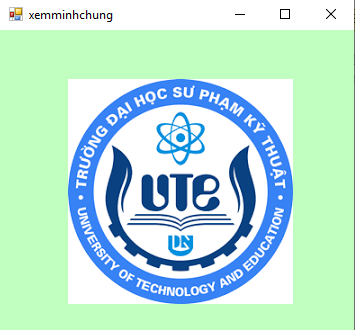 xemminhchung
TRƯỜNG ĐẠI HỌC SƯ PHẠM KỸ THUẬT
UTE
UNIVERSITY OF TECHNOLOGY AND EDUCATION